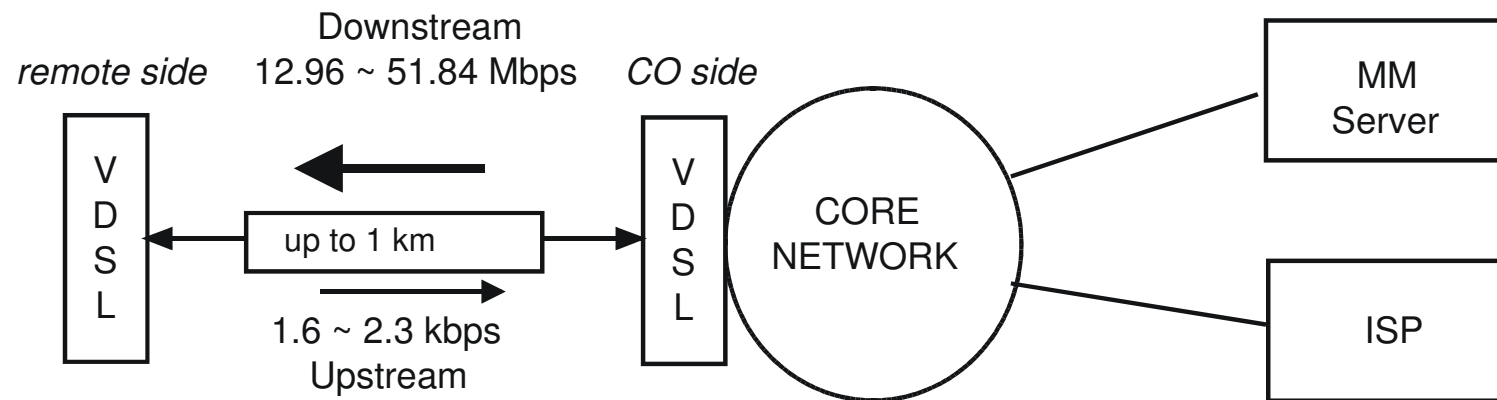 Downstream
12.96 ~ 51.84 Mbps
remote side
CO side
V
D
S
L
up to 1 km
1.6 ~ 2.3 kbps
Upstream
V
D
S
L
CORE
NETWORK
MM
Server
ISP